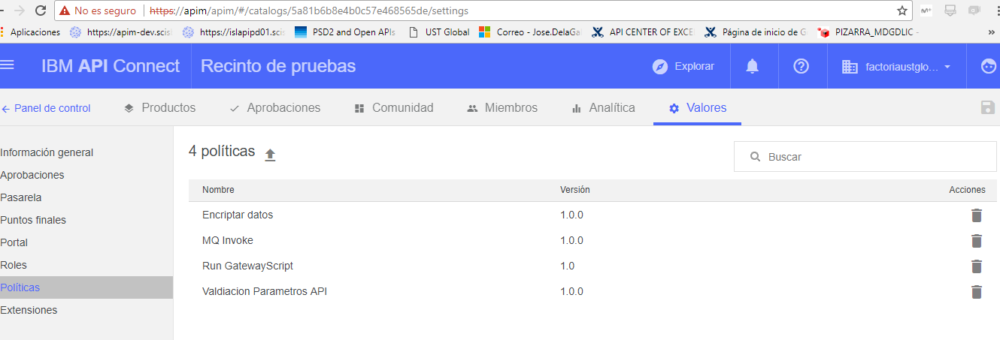 No es seguro https://apim/apim/#/catalogs/5a81b6b8e4b0c57e468565de/settings
Aplicaciones https://apim-dev.scisl https://islapipd01.scis PSD2 and Open APIs UST Global Correo - Jose.DelaGal API CENTER OF EXCEL Página de inicio de G PIZARRA_MDGDLIC - »
IBM API Connect Recinto de pruebas Explorar factoriaustglo...
Panel de control Productos Aprobaciones Comunidad Miembros Analítica Valores
Información general
Aprobaciones
Pasarela
Puntos finales
Portal
Roles
Políticas
Extensiones
4 políticas Buscar
Nombre Versión Acciones
Encriptar datos 1.0.0
MQ Invoke 1.0.0
Run GatewayScript 1.0
Valdiacion Parametros API 1.0.0